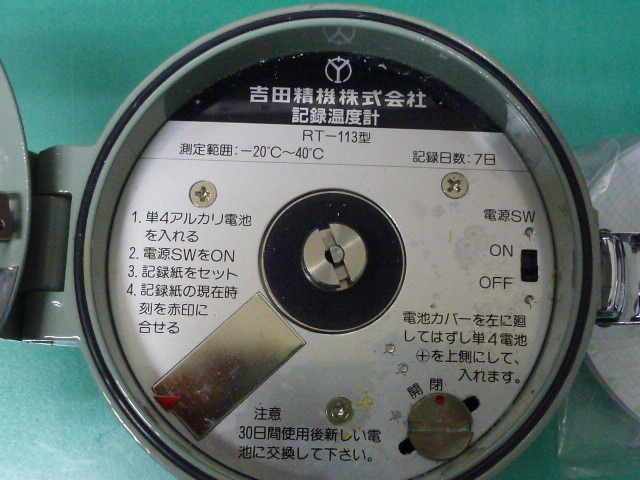 吉田精機株式会社
記録温度計
RT-113型
測定範囲:-20℃～40℃
記録日数:7日
1. 単4アルカリ電池
を入れる
2. 電源SWをON
3. 記録紙をセット
4. 記録紙の現在時
刻を赤印に
合せる
電源SW
ON
OFF
電池カバーを左に廻
してはずし単4電池
⊕を上側にして、
入れます。
開 閉
注意
30日間使用後新しい電
池に交換して下さい。